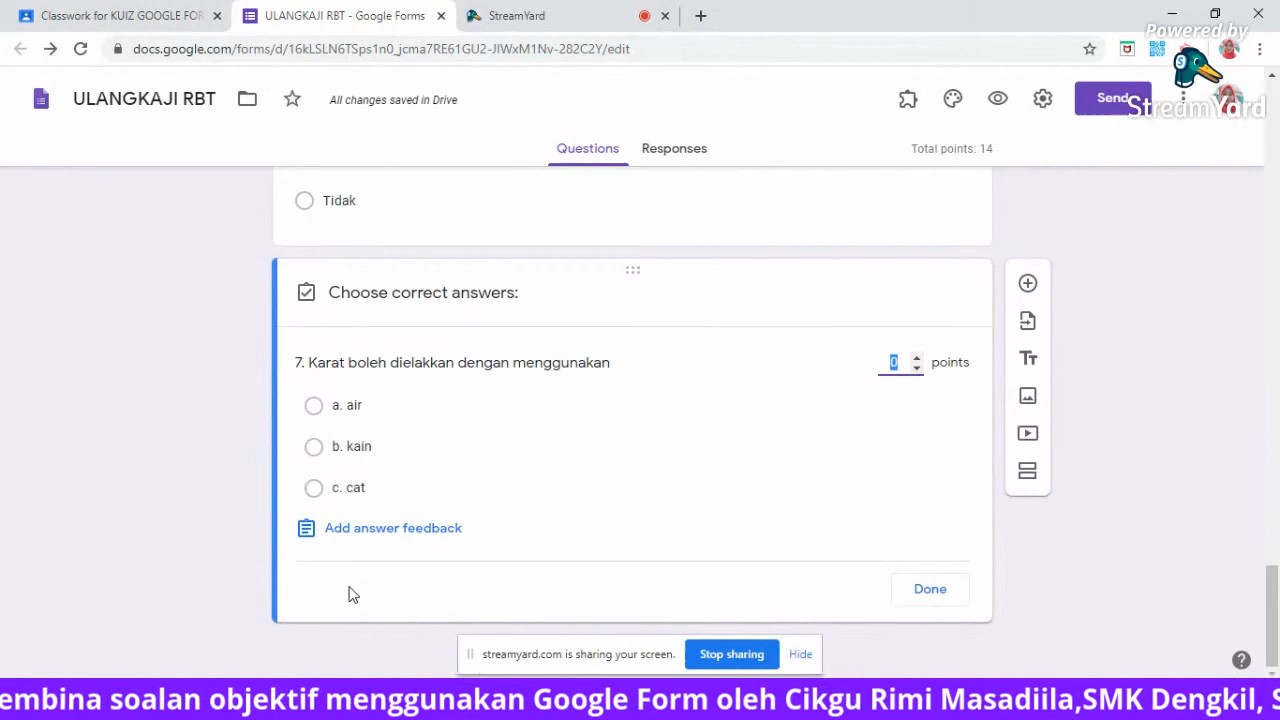 Classwork for KUIZ GOOGLE FOR
ULANGKAJI RBT - Google Forms
StreamYard
docs.google.com/forms/d/16kLSLN6TSps1n0_jcma7RE61GU2-JIWxM1Nv-282C2Y/edit
Powered by
StreamYard
ULANGKAJI RBT
All changes saved in Drive
Send
Questions
Responses
Total points: 14
Tidak
Choose correct answers:
7. Karat boleh dielakkan dengan menggunakan
0 points
a. air
b. kain
c. cat
Add answer feedback
Done
streamyard.com is sharing your screen.
Stop sharing
Hide
embina soalan objektif menggunakan Google Form oleh Cikgu Rimi Masadiila,SMK Dengkil, S